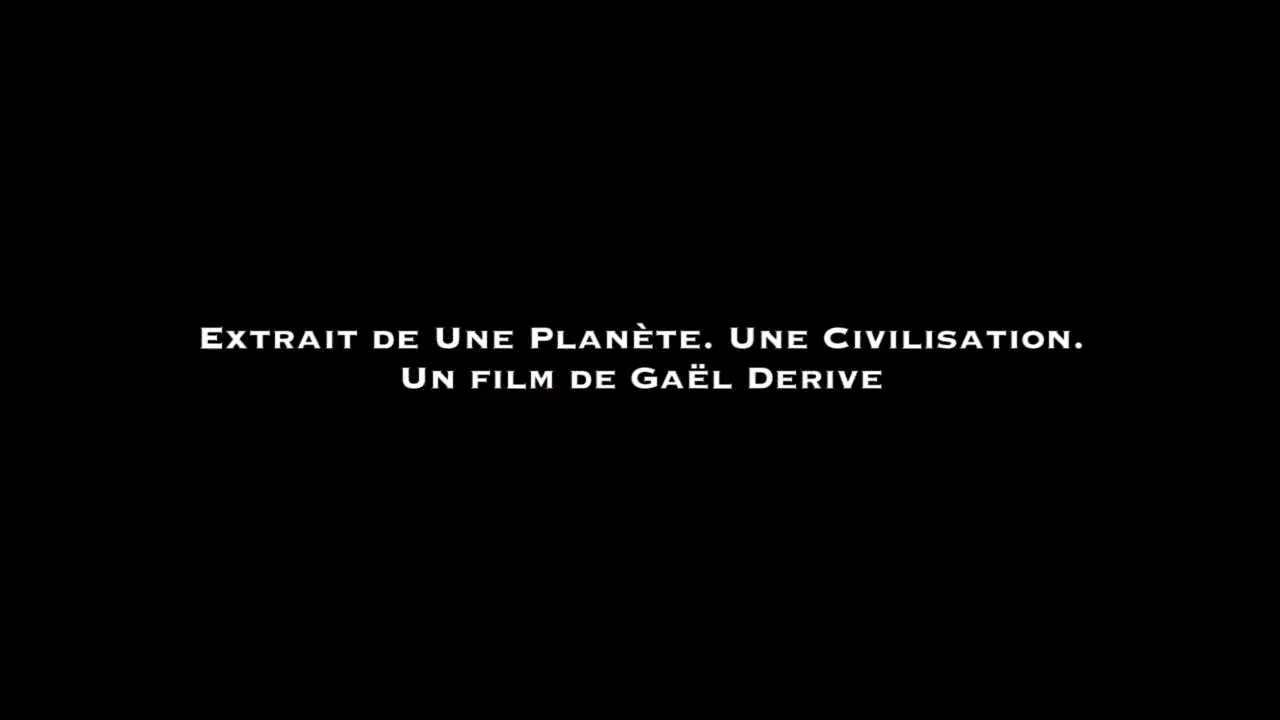 Extrait de Une Planète. Une Civilisation.
Un film de Gaël Derive